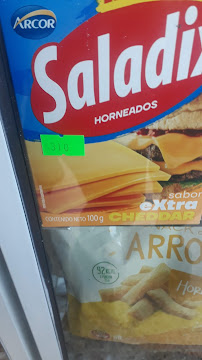 ARCOR
Saladix
HORNEADOS
sabor
extra
CHEDDAR
CONTENIDO NETO 100 g
ARRO